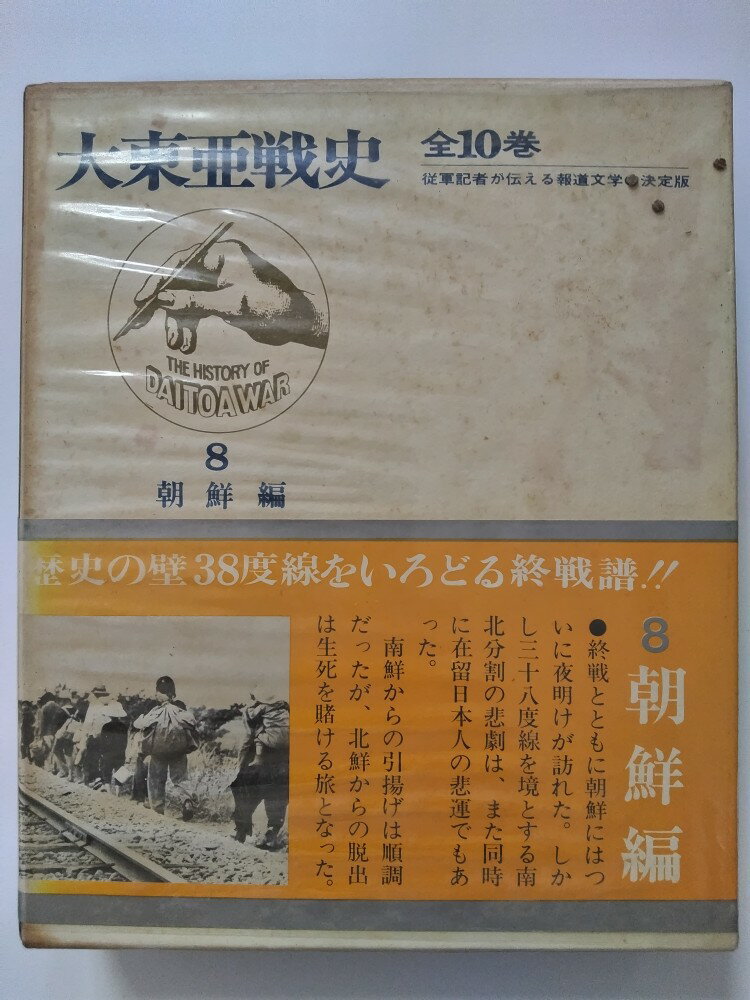 大東亜戦史
全10巻
従軍記者が伝える報道文学の決定版
THE HISTORY OF
DAITOA WAR
8
朝鮮編
歴史の壁38度線をいろどる終戦譜!!
8朝鮮編
●終戦とともに朝鮮にはつ
いに夜明けが訪れた。しか
し三十八度線を境とする南
北分割の悲劇は、また同時
に在留日本人の悲運でもあ
った。
南鮮からの引揚げは順調
だったが、北鮮からの脱出
は生死を賭ける旅となった。